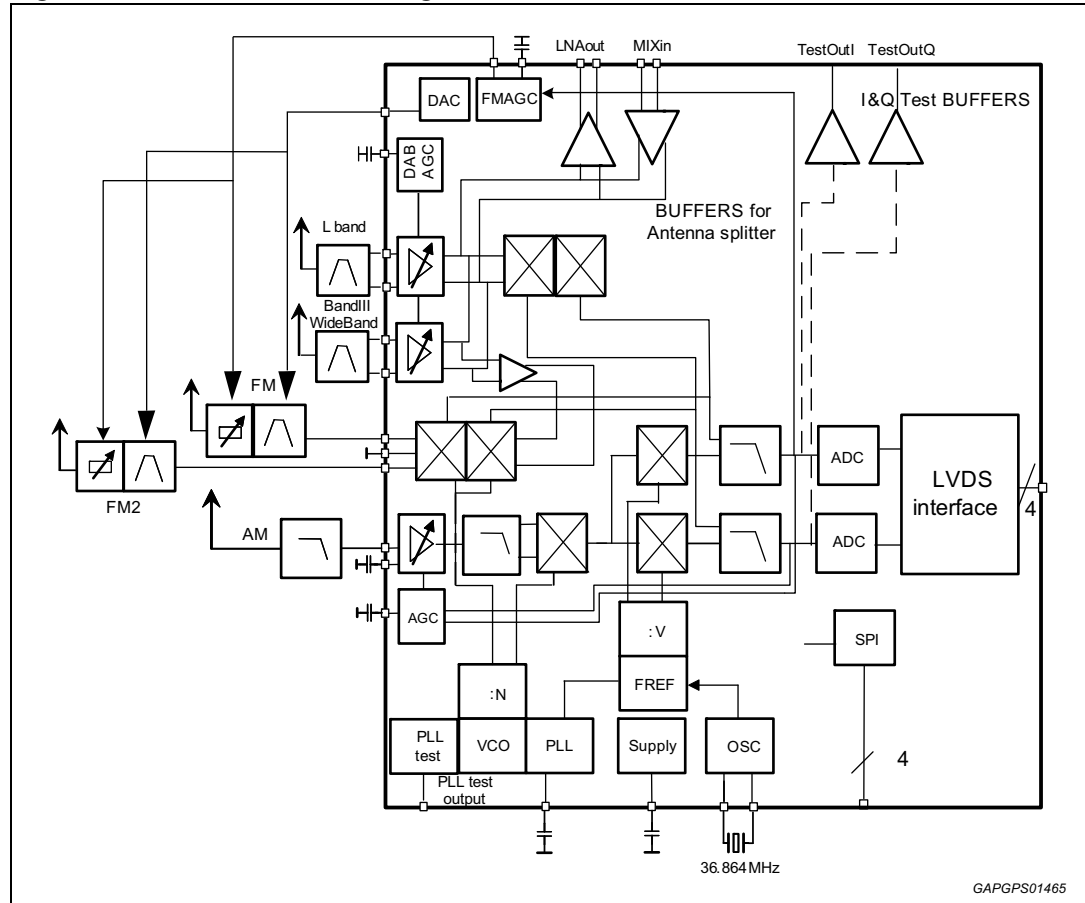 LNAout
MIXin
TestOutI
TestOutQ
DAC
FMAGC
I&Q Test BUFFERS
DAB
AGC
BUFFERS for
Antenna splitter
L band
BandIII
WideBand
FM
FM2
AM
ADC
ADC
LVDS
interface
4
AGC
:V
FREF
SPI
:N
PLL
test
VCO
PLL
Supply
OSC
4
PLL test
output
36.864MHz
GAPGPS01465